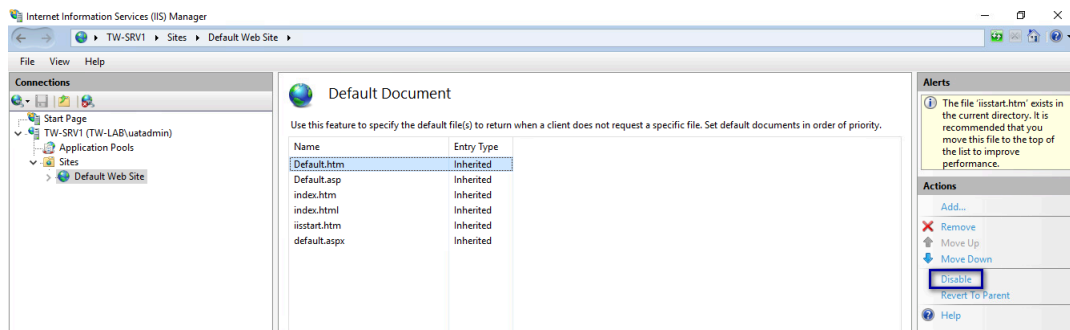 Internet Information Services (IIS) Manager
TW-SRV1 Sites Default Web Site
File View Help
Connections
Start Page
TW-SRV1 (TW-LAB\uatadmin)
Application Pools
Sites
Default Web Site
Default Document
Use this feature to specify the default file(s) to return when a client does not request a specific file. Set default documents in order of priority.
Name Entry Type
Default.htm Inherited
Default.asp Inherited
index.htm Inherited
index.html Inherited
iisstart.htm Inherited
default.aspx Inherited
Alerts
The file 'iisstart.htm' exists in
the current directory. It is
recommended that you
move this file to the top of
the list to improve
performance.
Actions
Add...
Remove
Move Up
Move Down
Disable
Revert To Parent
Help